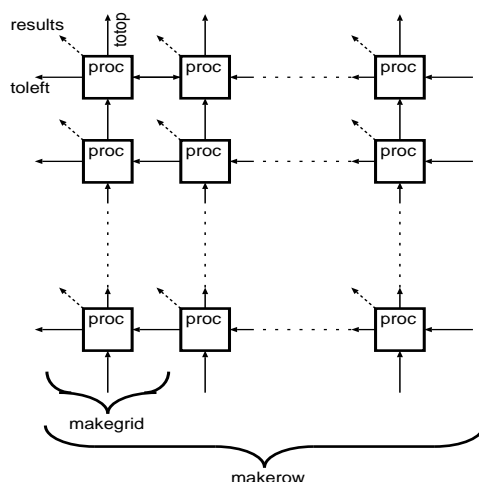 results
totop
proc proc proc
toleft
proc proc proc
proc proc proc
makegrid
makerow